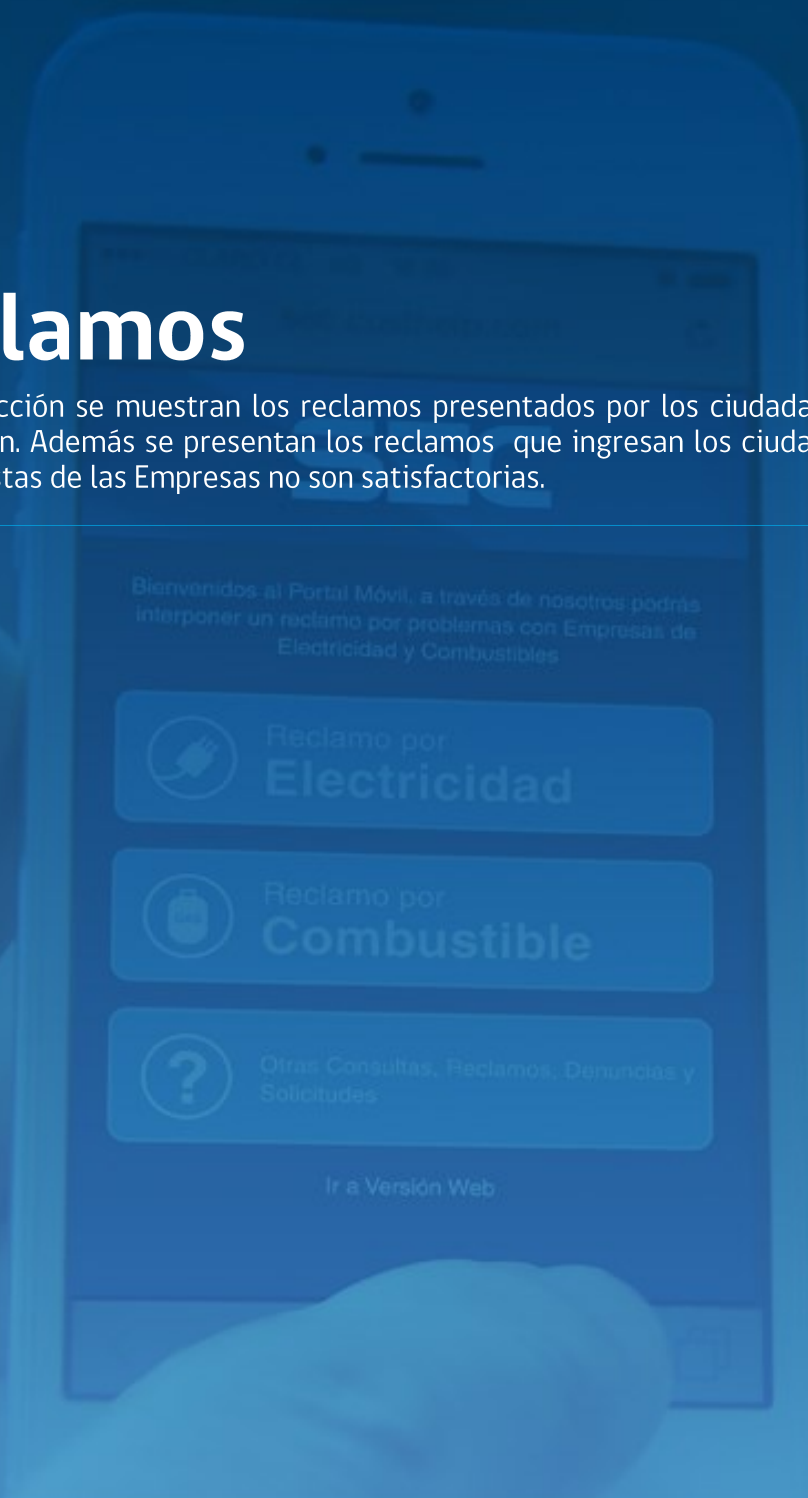 lamos
cción se muestran los reclamos presentados por los ciudada
n. Además se presentan los reclamos que ingresan los ciuda
tas de las Empresas no son satisfactorias.
SEC
Bienvenidos al Portal Móvil, a través de nosotros podrás
interponer un reclamo por problemas con Empresas de
Electricidad y Combustibles
Reclamo por
Electricidad
Reclamo por
Combustible
Otras Consultas, Reclamos, Denuncias y
Solicitudes
Ir a Versión Web